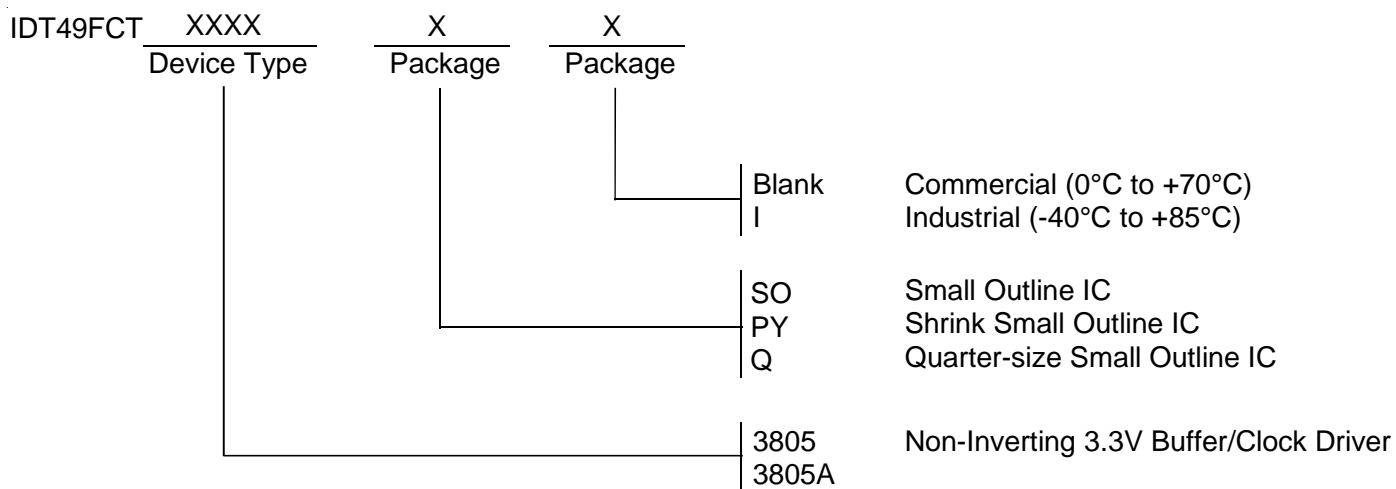 IDT49FCT XXXX X X
Device Type Package Package
Blank Commercial (0°C to +70°C)
I Industrial (-40°C to +85°C)
SO Small Outline IC
PY Shrink Small Outline IC
Q Quarter-size Small Outline IC
3805 Non-Inverting 3.3V Buffer/Clock Driver
3805A